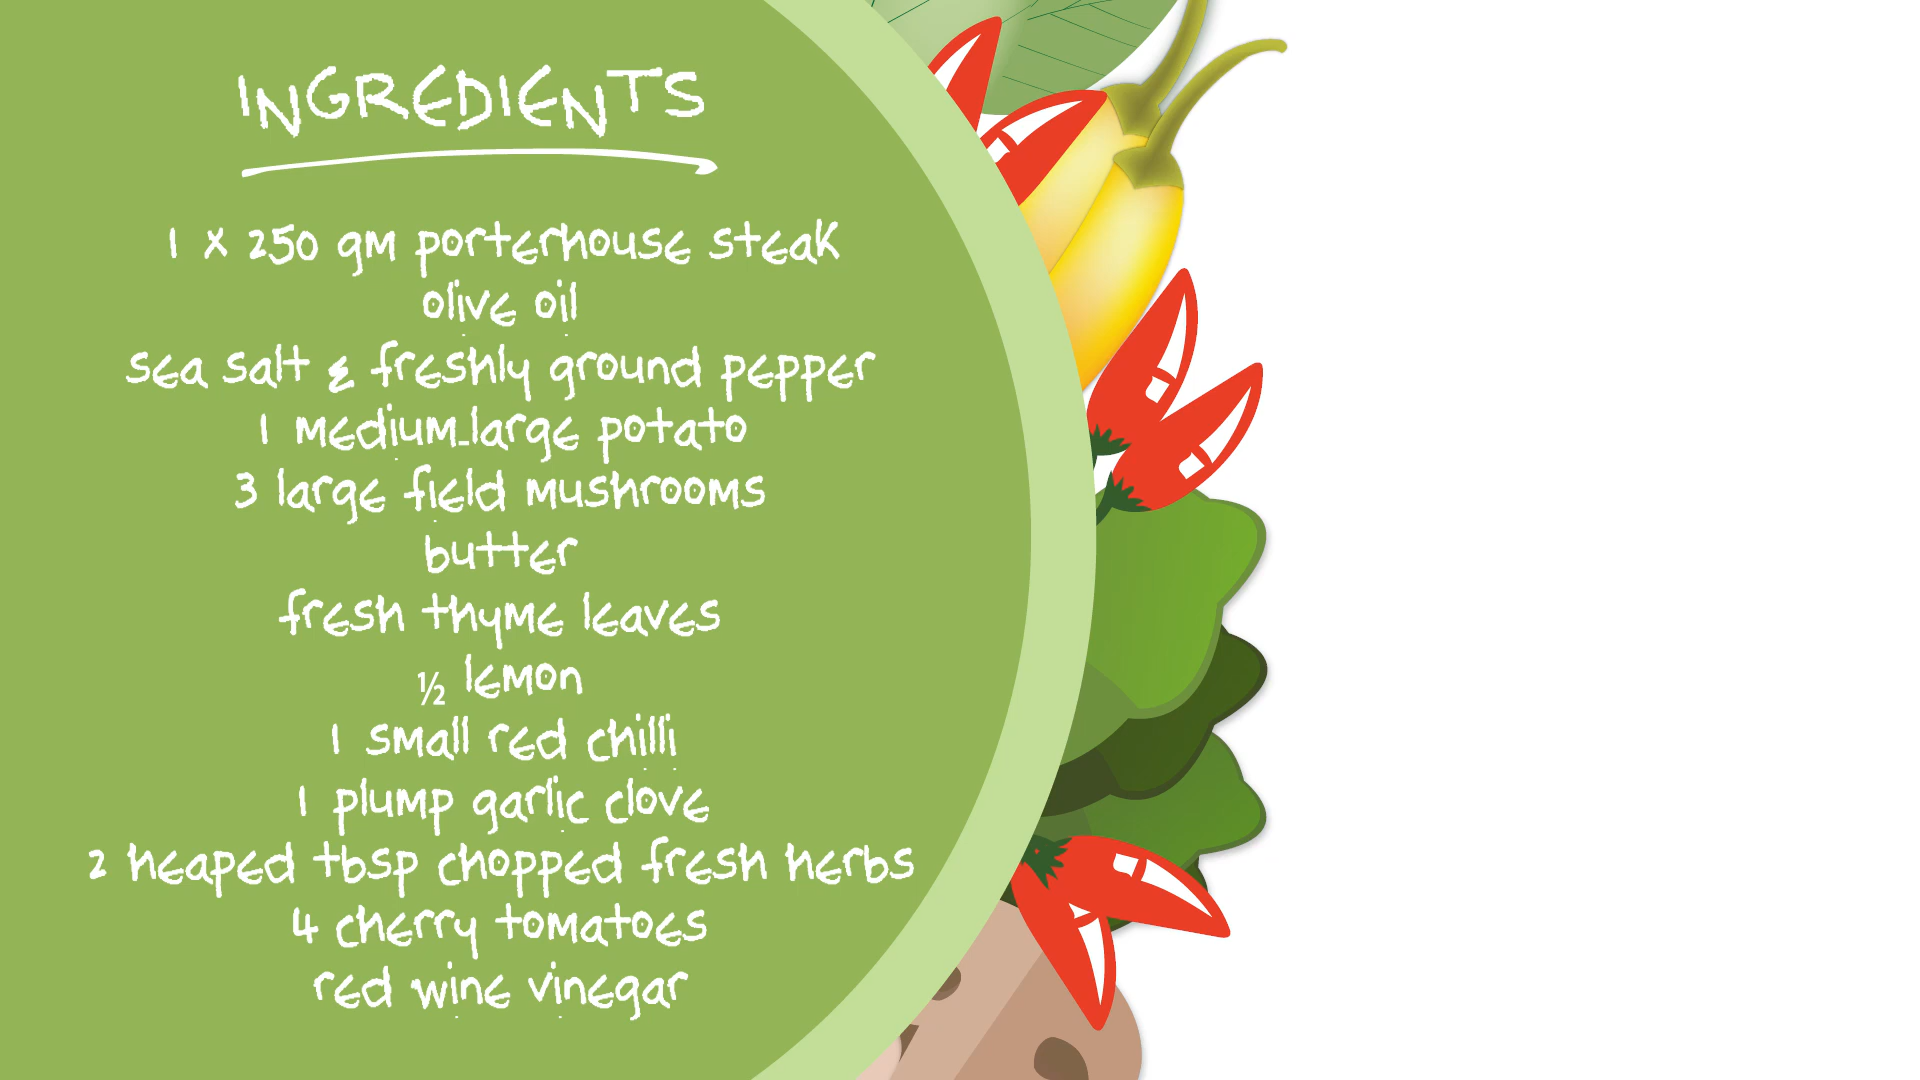 INGREDIENTS
1 x 250 gm porterhouse steak
olive oil
sea salt & freshly ground pepper
1 medium-large potato
3 large field mushrooms
butter
fresh thyme leaves
½ lemon
1 small red chilli
1 plump garlic clove
2 heaped tbsp chopped fresh herbs
4 cherry tomatoes
red wine vinegar